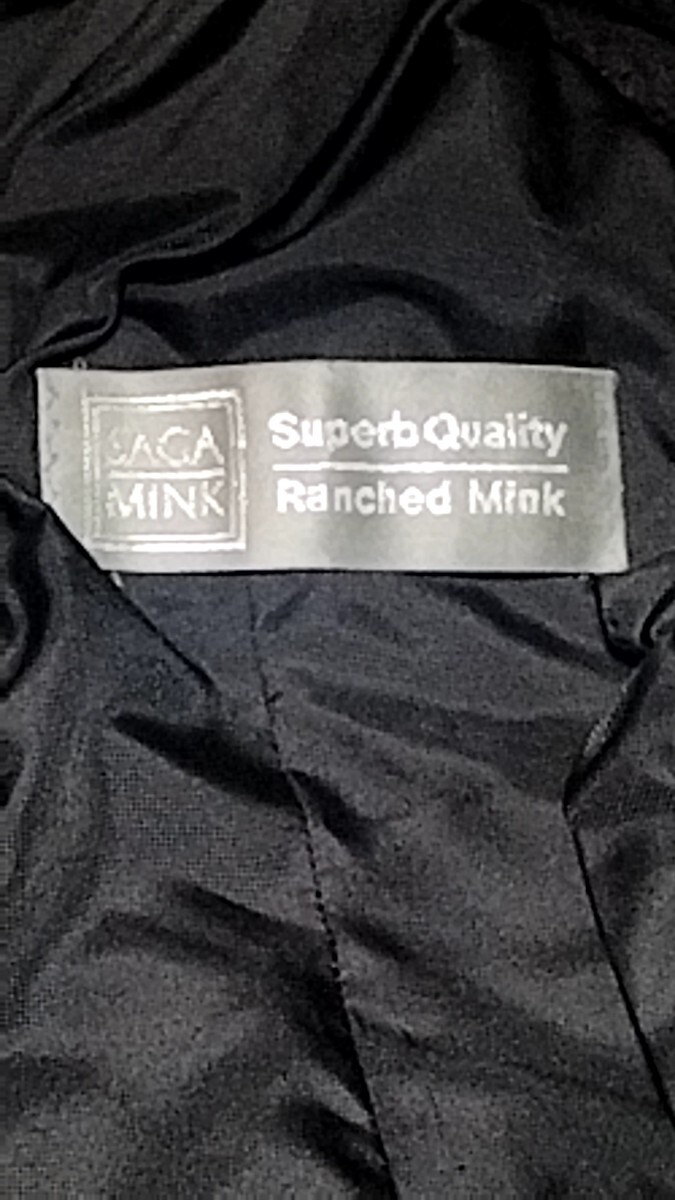 SAGA
MINK
Superb Quality
Ranched Mink